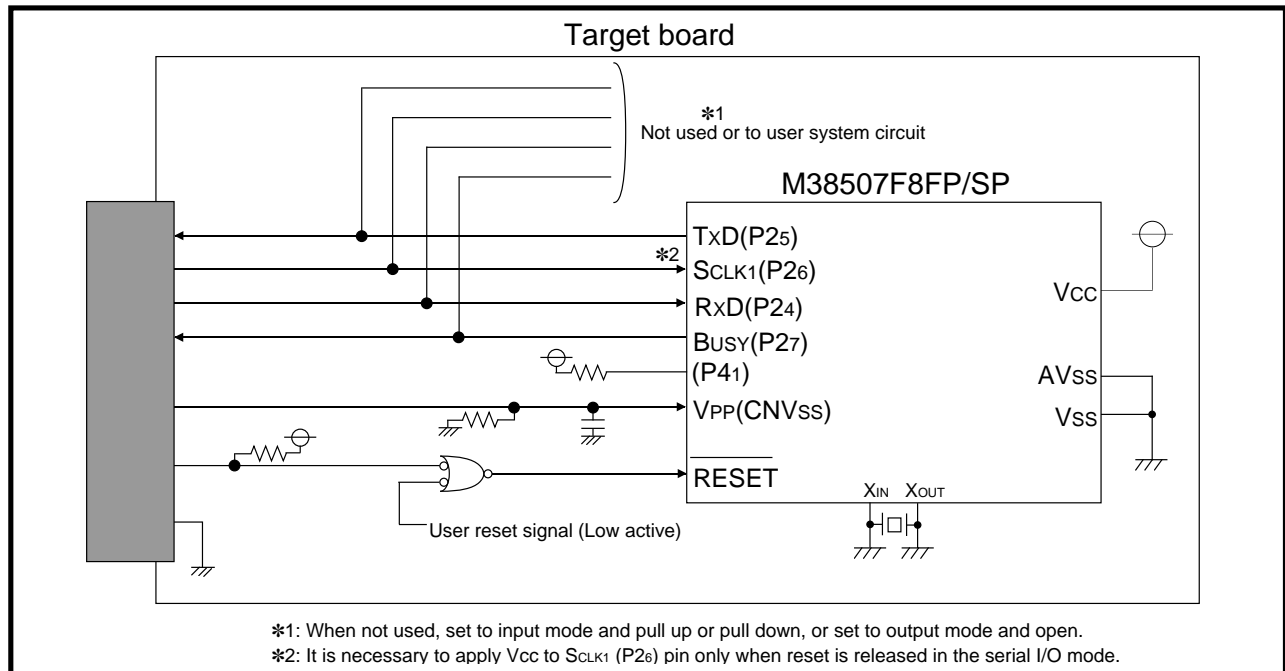 Target board
✽1
Not used or to user system circuit
M38507F8FP/SP
TXD(P25)
✽2
SCLK1(P26)
VCC
RXD(P24)
BUSY(P27)
(P41)
AVSS
VPP(CNVSS)
VSS
RESET
XIN XOUT
User reset signal (Low active)
✽1: When not used, set to input mode and pull up or pull down, or set to output mode and open.
✽2: It is necessary to apply Vcc to SCLK1 (P26) pin only when reset is released in the serial I/O mode.